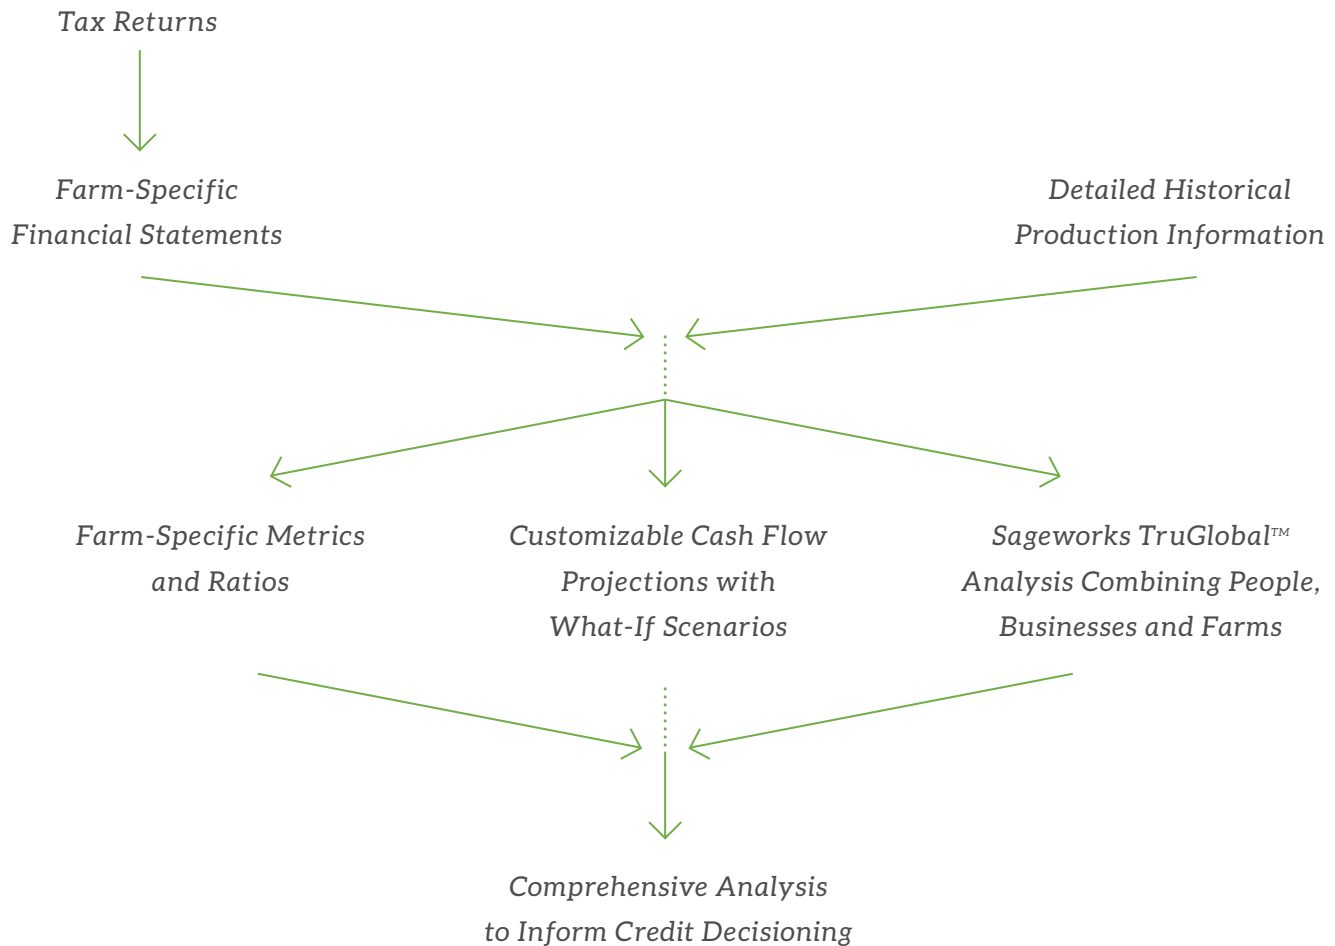 Tax Returns
Farm-Specific
Financial Statements
Detailed Historical
Production Information
Farm-Specific Metrics
and Ratios
Customizable Cash Flow
Projections with
What-If Scenarios
Sageworks TruGlobal™
Analysis Combining People,
Businesses and Farms
Comprehensive Analysis
to Inform Credit Decisioning